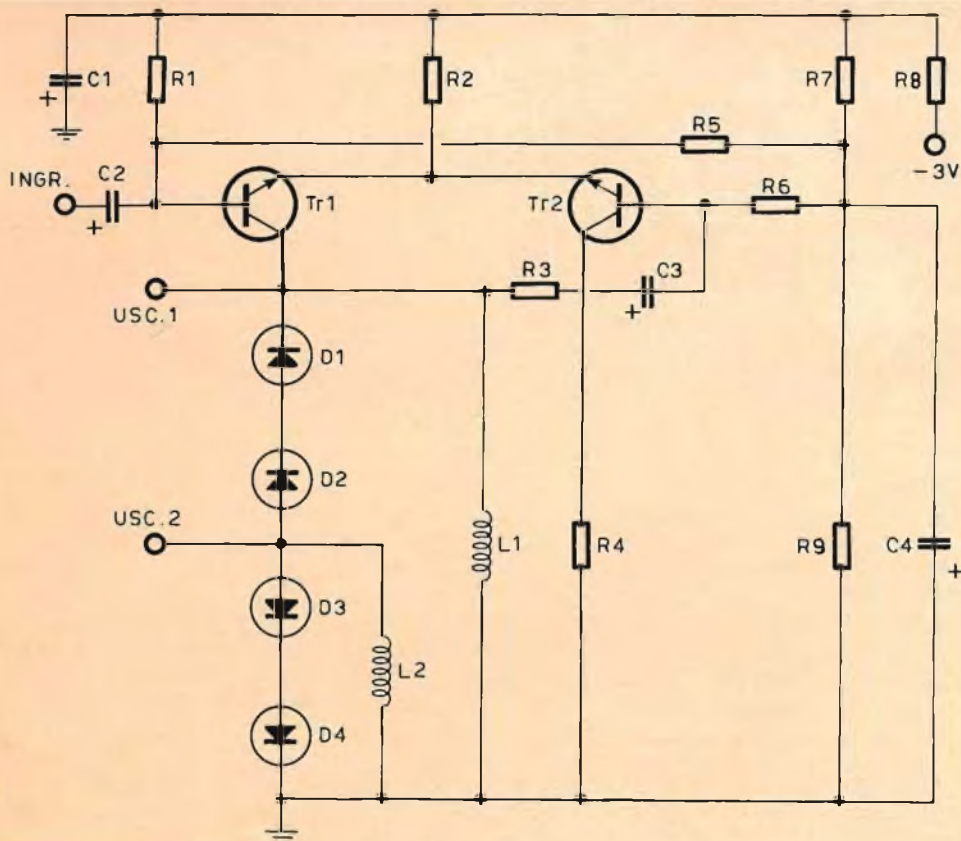 C1
R1
R2
R7
R8
+
R5
-3V
INGR.
C2
R6
+
Tr1
Tr2
R3
C3
+
USC.1
D1
D2
USC.2
L1
R4
R9
C4
+
D3
L2
D4